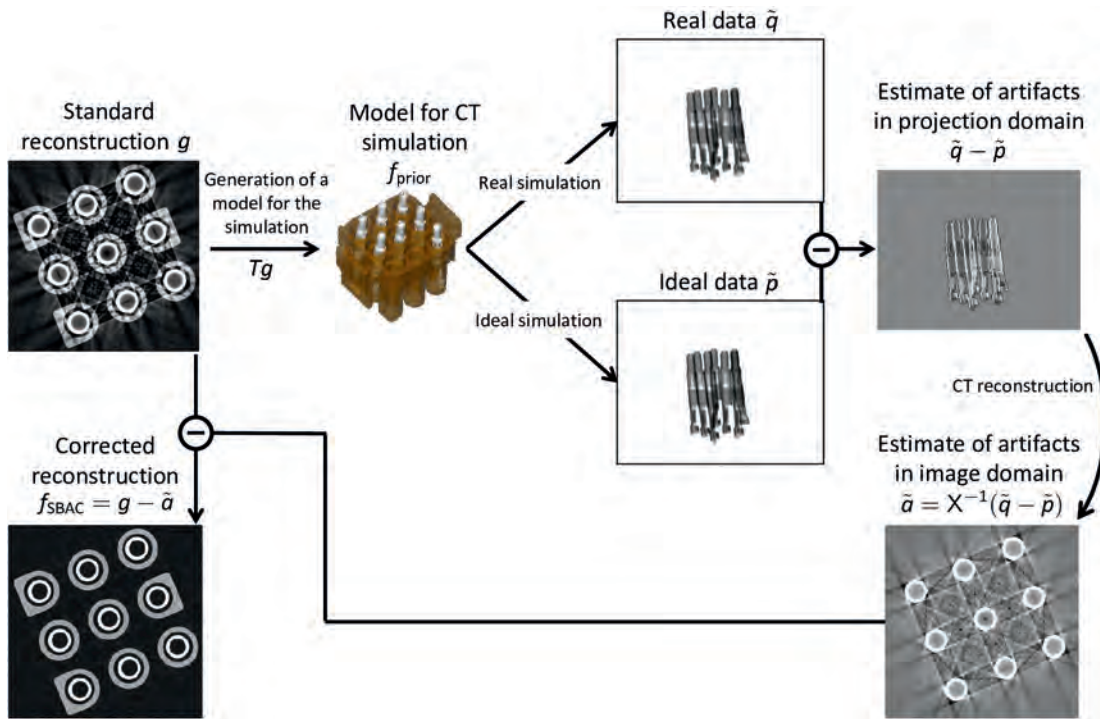 Standard
reconstruction g
Generation of a
model for the
simulation
Tg
Model for CT
simulation
f_prior
Real simulation
Ideal simulation
Real data q̃
Ideal data p̃
−
Estimate of artifacts
in projection domain
q̃ − p̃
CT reconstruction
Estimate of artifacts
in image domain
ã = X⁻¹(q̃ − p̃)
−
Corrected
reconstruction
f_SBAC = g − ã